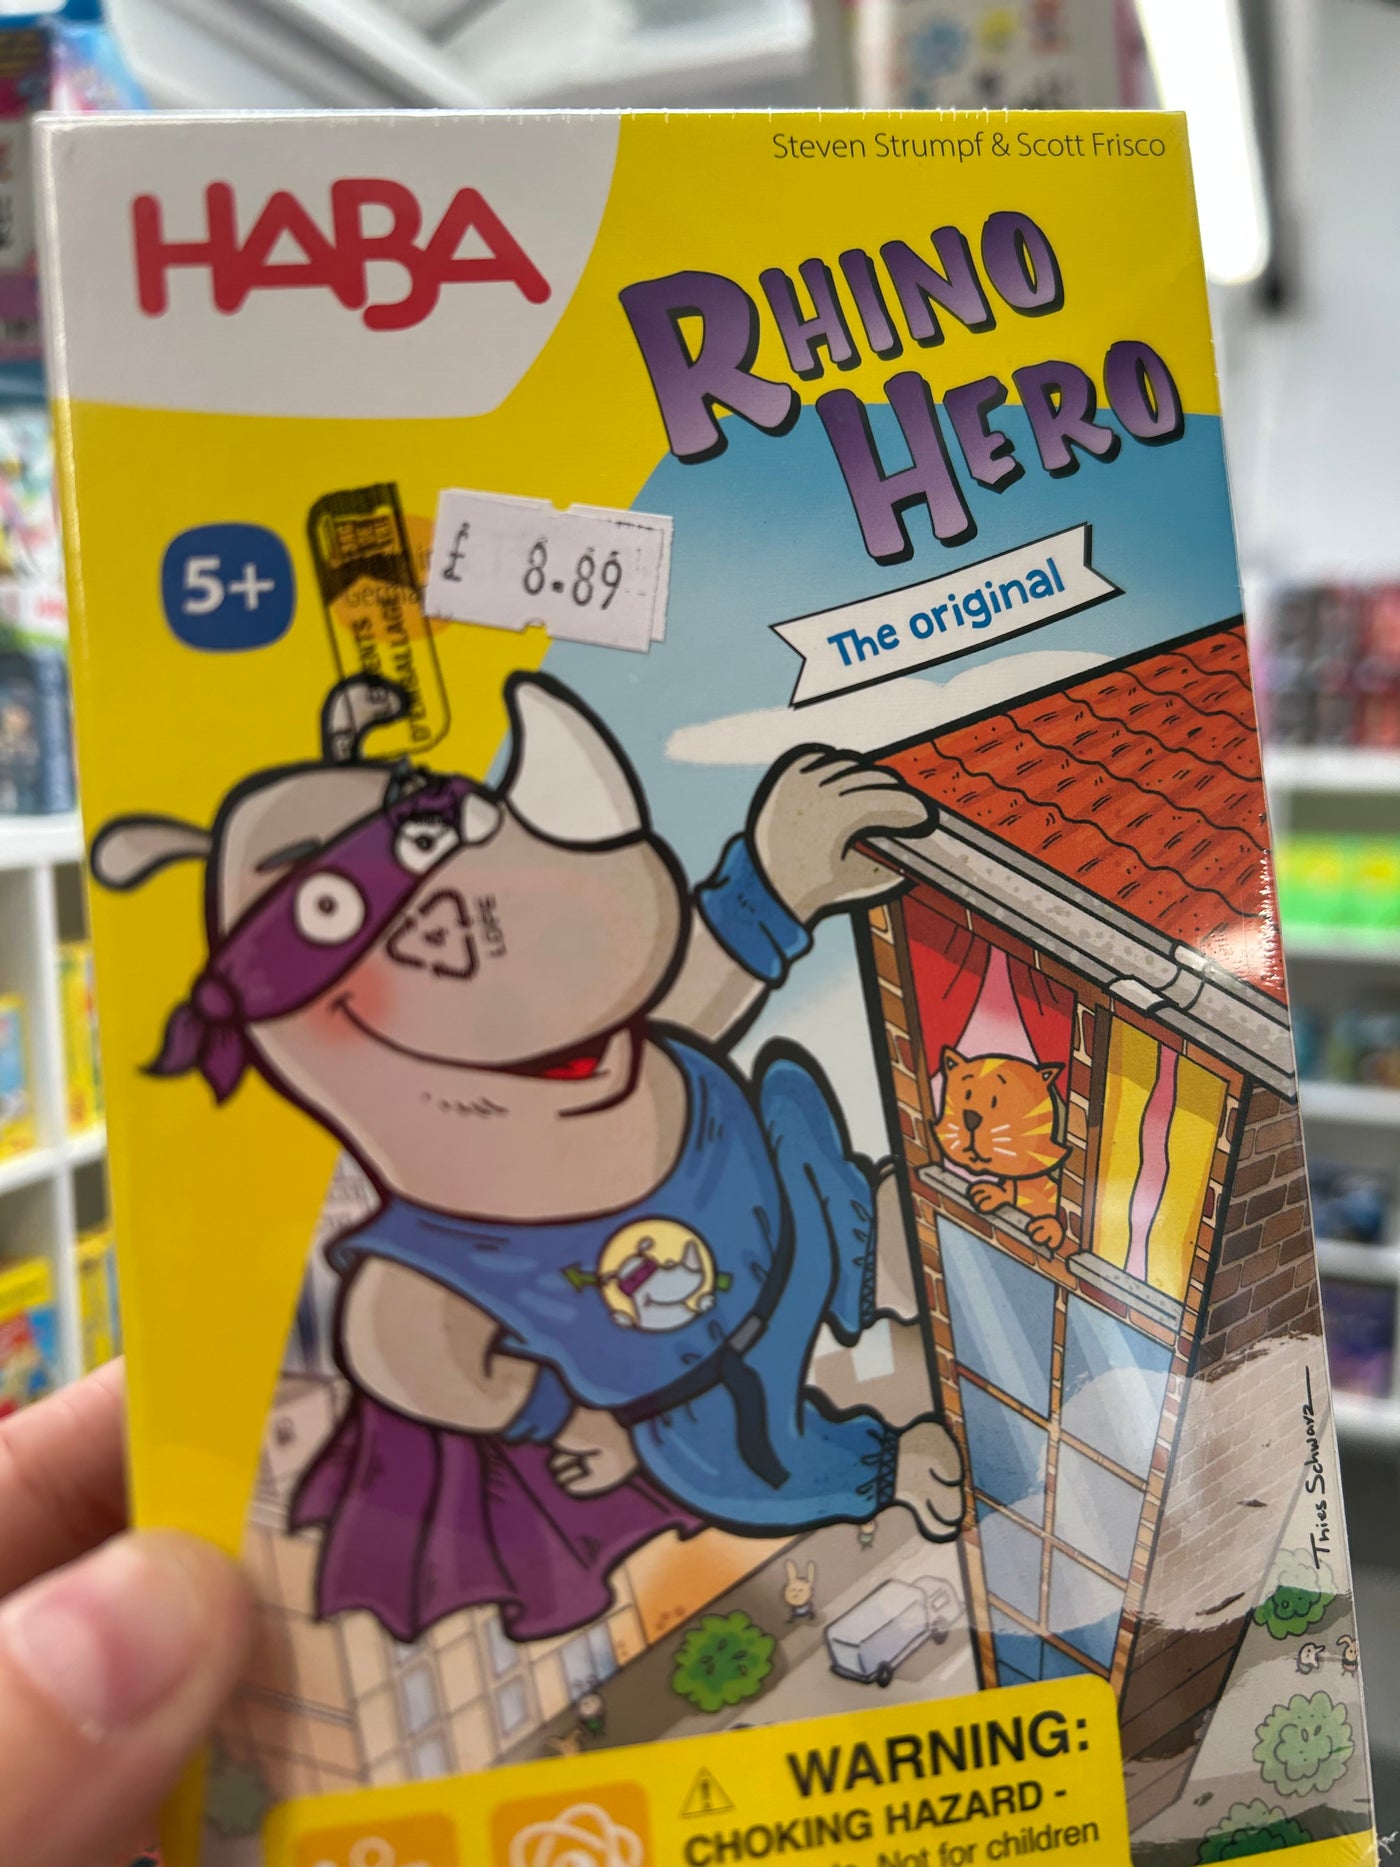 Steven Strumpf & Scott Frisco
HABA
RHINO
HERO
The original
5+
£ 8.89
4
LDPE
Thies Schwarz
WARNING:
CHOKING HAZARD -
Not for children